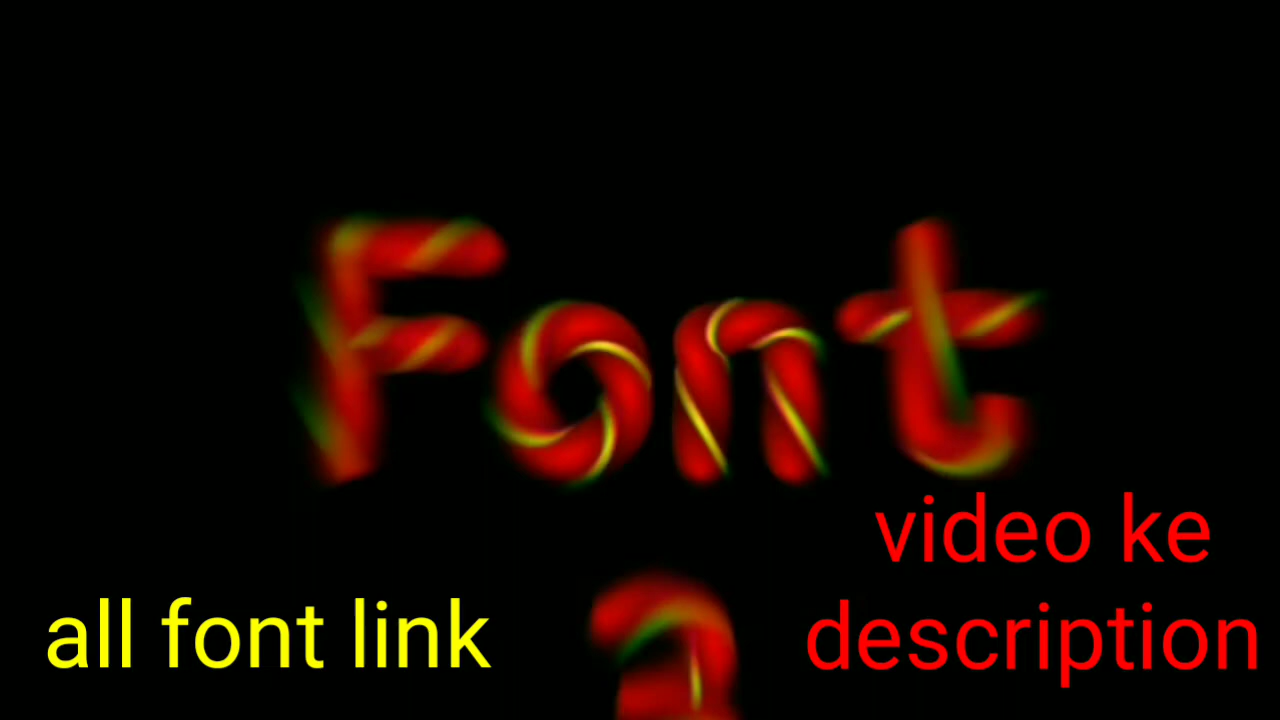 Font
video ke
all font link
a
description